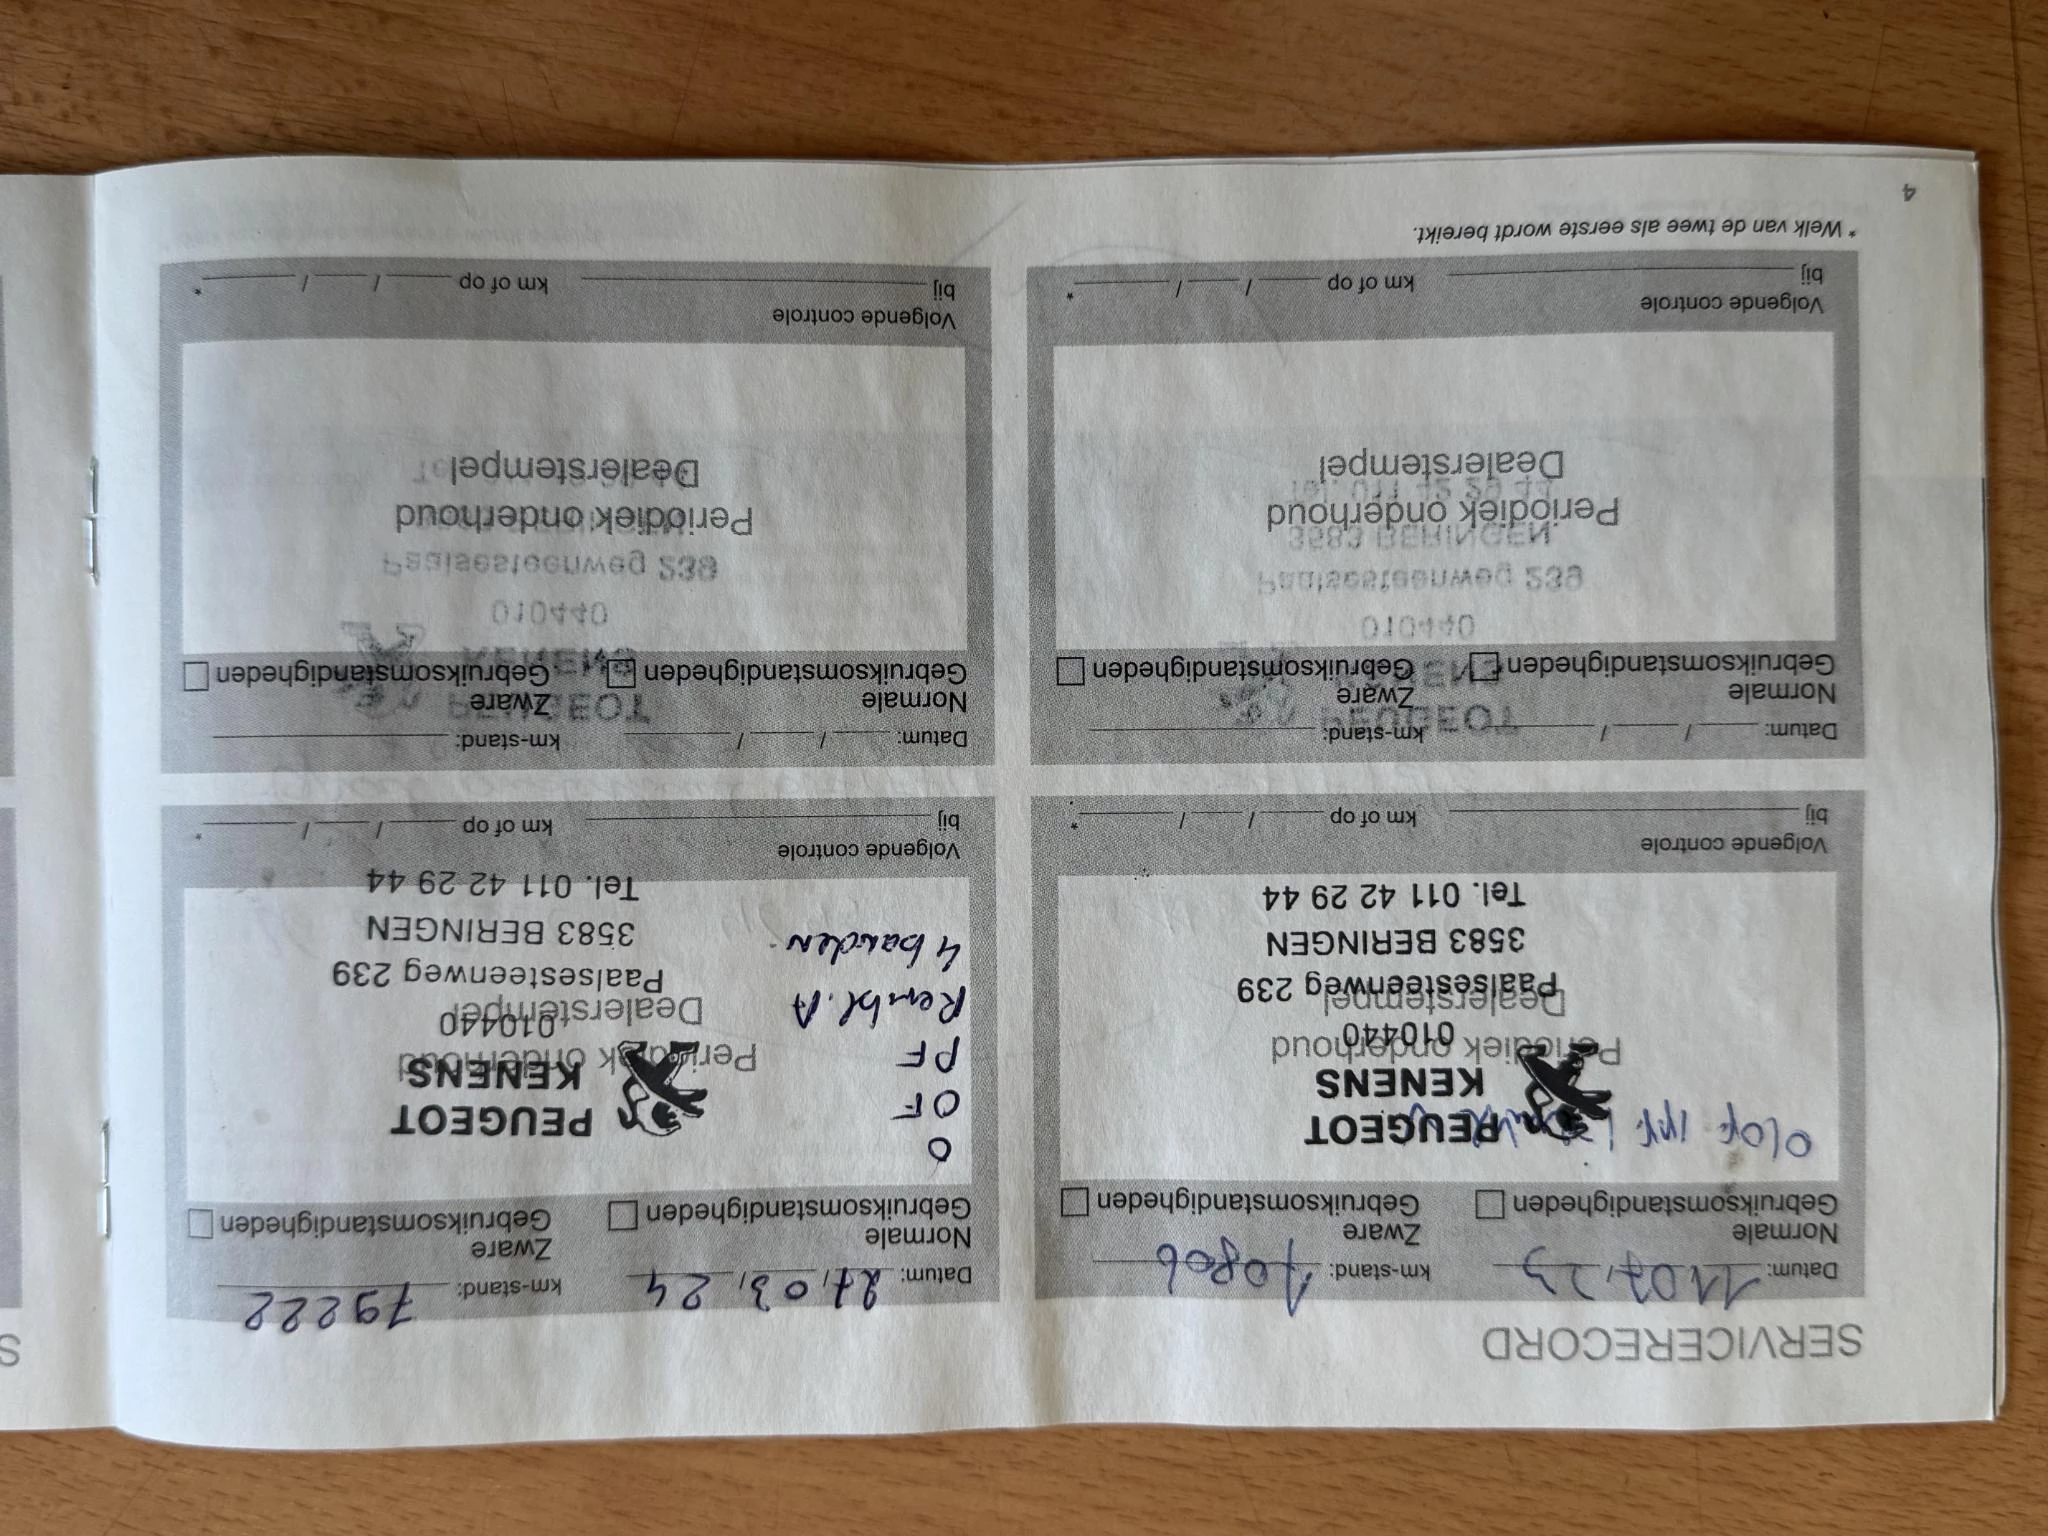 SERVICERECORD
Datum: 11 / 07 / 23 km-stand: 70806
Normale Gebruiksomstandigheden Zware Gebruiksomstandigheden
PEUGEOT
KENENS
Periodiek onderhoud
010440
Dealerstempel
Paalsesteenweg 239
3583 BERINGEN
Tel. 011 42 29 44
Volgende controle
bij km of op / / *
Datum: 27 / 03 / 24 km-stand: 79222
Normale Gebruiksomstandigheden Zware Gebruiksomstandigheden
O
OF
PF
Rembl. A
4 banden
PEUGEOT
KENENS
Periodiek onderhoud
010440
Dealerstempel
Paalsesteenweg 239
3583 BERINGEN
Tel. 011 42 29 44
Volgende controle
bij km of op / / *
Datum: / / km-stand:
Normale Gebruiksomstandigheden Zware Gebruiksomstandigheden
Periodiek onderhoud
Dealerstempel
Volgende controle
bij km of op / / *
Datum: / / km-stand:
Normale Gebruiksomstandigheden Zware Gebruiksomstandigheden
Periodiek onderhoud
Dealerstempel
Volgende controle
bij km of op / / *
* Welk van de twee als eerste wordt bereikt.
4
S